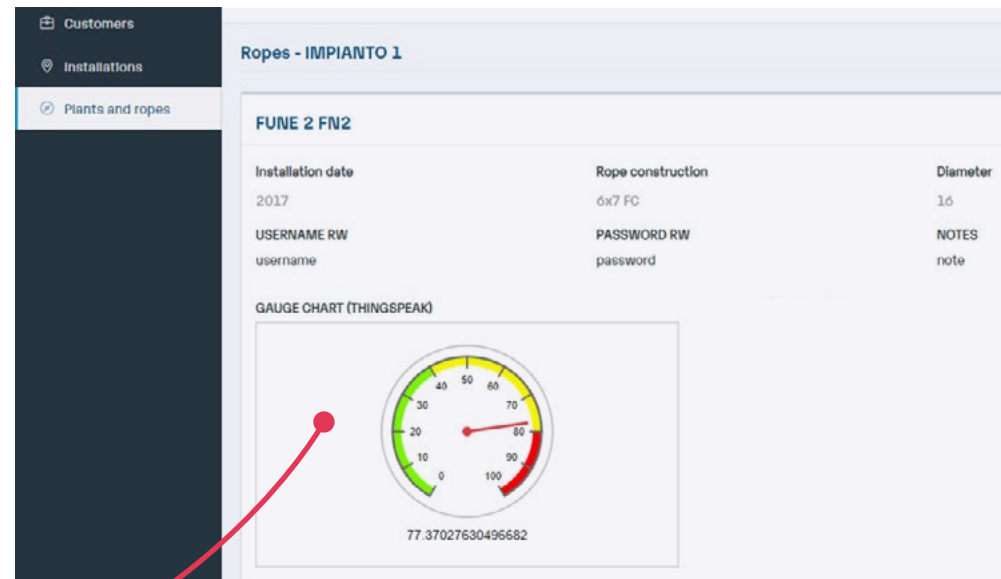 Customers
Installations
Plants and ropes
Ropes - IMPIANTO 1
FUNE 2 FN2
Installation date Rope construction Diameter
2017 6x7 FC 16
USERNAME RW PASSWORD RW NOTES
username password note
GAUGE CHART (THINGSPEAK)
0 10 20 30 40 50 60 70 80 90 100
77.37027630496682